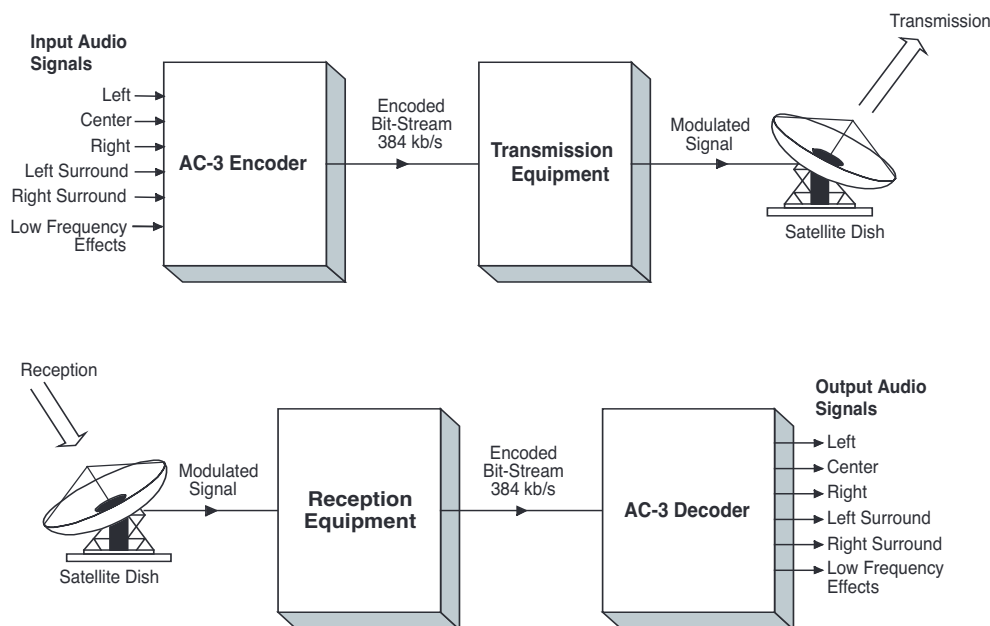 Transmission
Input Audio
Signals
Left
Center
Right
Left Surround
Right Surround
Low Frequency
Effects
AC-3 Encoder
Encoded
Bit-Stream
384 kb/s
Transmission
Equipment
Modulated
Signal
Satellite Dish
Reception
Satellite Dish
Modulated
Signal
Reception
Equipment
Encoded
Bit-Stream
384 kb/s
AC-3 Decoder
Output Audio
Signals
Left
Center
Right
Left Surround
Right Surround
Low Frequency
Effects